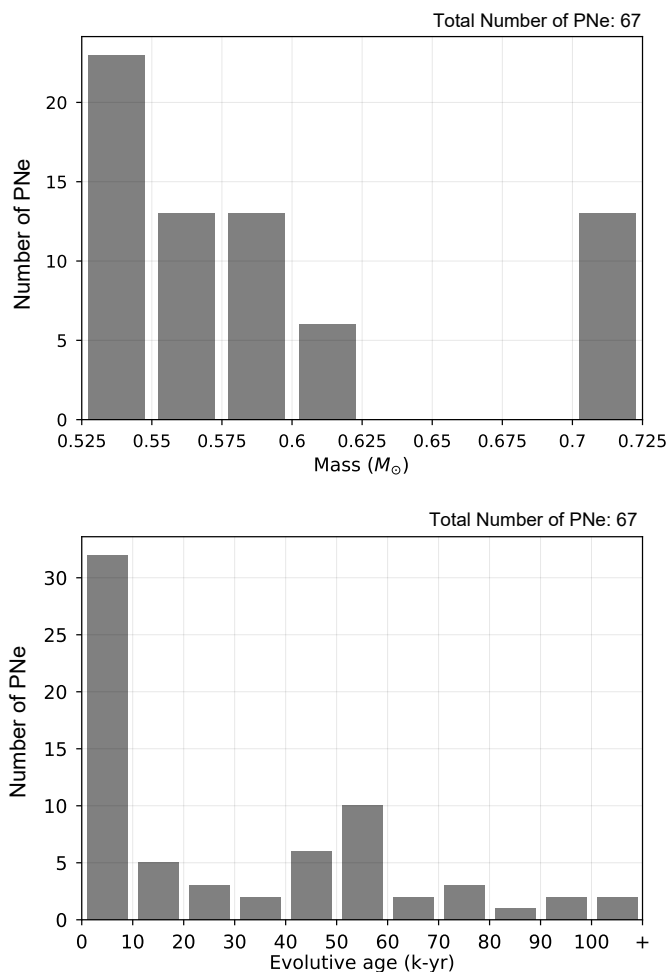 Total Number of PNe: 67
20
15
10
5
0
Number of PNe
0.525 0.55 0.575 0.6 0.625 0.65 0.675 0.7 0.725
Mass (M⊙)
Total Number of PNe: 67
30
25
20
15
10
5
0
Number of PNe
0 10 20 30 40 50 60 70 80 90 100 +
Evolutive age (k-yr)